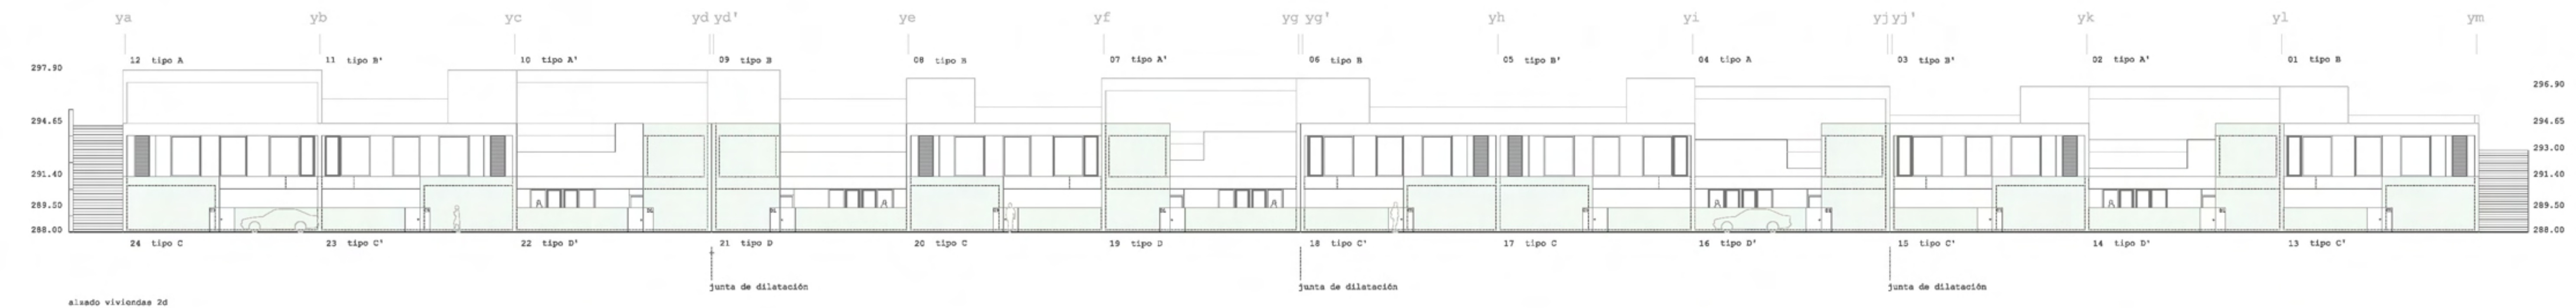 ya yb yc yd yd' ye yf yg yg' yh yi yj yj' yk yl ym
12 tipo A 11 tipo B' 10 tipo A' 09 tipo B 08 tipo B 07 tipo A' 06 tipo B 05 tipo B' 04 tipo A 03 tipo B' 02 tipo A' 01 tipo B
297.90 296.90
294.65 294.65
293.00
291.40 291.40
289.50 289.50
288.00 288.00
24 tipo C 23 tipo C' 22 tipo D' 21 tipo D 20 tipo C 19 tipo D 18 tipo C' 17 tipo C 16 tipo D' 15 tipo C' 14 tipo D' 13 tipo C'
junta de dilatación junta de dilatación junta de dilatación
alzado viviendas 2d